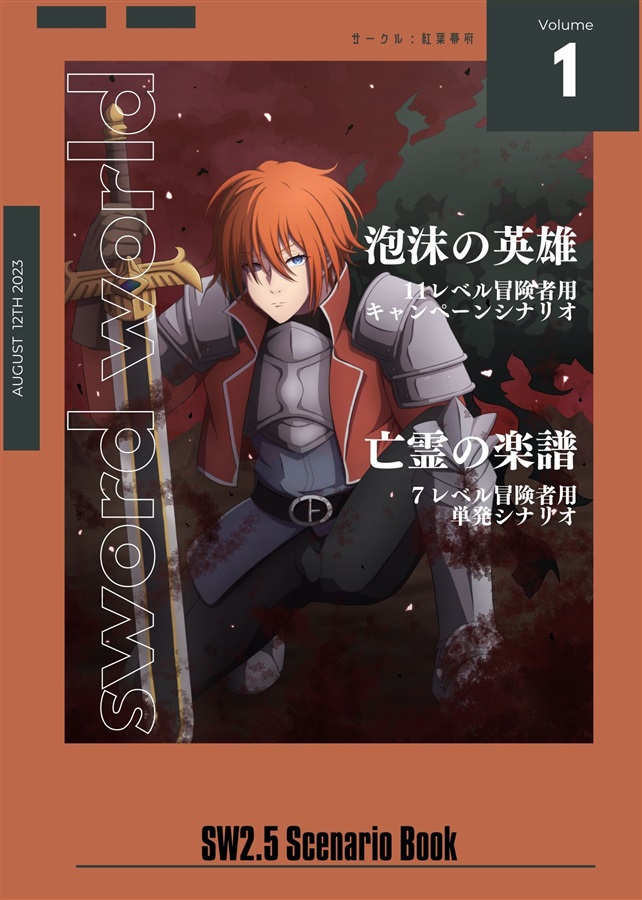 サークル：紅葉幕府
Volume
1
sword world
AUGUST 12TH 2023
泡沫の英雄
11レベル冒険者用
キャンペーンシナリオ
亡霊の楽譜
7レベル冒険者用
単発シナリオ
SW2.5 Scenario Book